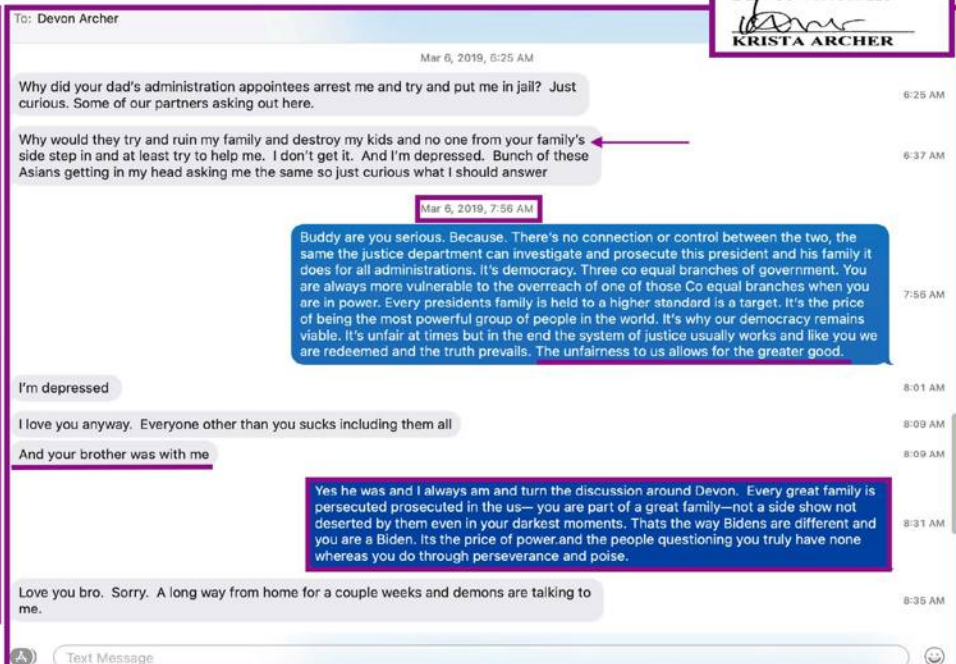 KRISTA ARCHER
To: Devon Archer
Mar 6, 2019, 6:25 AM
Why did your dad's administration appointees arrest me and try and put me in jail? Just
curious. Some of our partners asking out here.
6:25 AM
Why would they try and ruin my family and destroy my kids and no one from your family's
side step in and at least try to help me. I don't get it. And I'm depressed. Bunch of these
Asians getting in my head asking me the same so just curious what I should answer
6:37 AM
Mar 6, 2019, 7:56 AM
Buddy are you serious. Because. There's no connection or control between the two, the
same the justice department can investigate and prosecute this president and his family it
does for all administrations. It's democracy. Three co equal branches of government. You
are always more vulnerable to the overreach of one of those Co equal branches when you
are in power. Every presidents family is held to a higher standard is a target. It's the price
of being the most powerful group of people in the world. It's why our democracy remains
viable. It's unfair at times but in the end the system of justice usually works and like you we
are redeemed and the truth prevails. The unfairness to us allows for the greater good.
7:56 AM
I'm depressed
8:01 AM
I love you anyway. Everyone other than you sucks including them all
8:09 AM
And your brother was with me
8:09 AM
Yes he was and I always am and turn the discussion around Devon. Every great family is
persecuted prosecuted in the us— you are part of a great family—not a side show not
deserted by them even in your darkest moments. Thats the way Bidens are different and
you are a Biden. Its the price of power.and the people questioning you truly have none
whereas you do through perseverance and poise.
8:31 AM
Love you bro. Sorry. A long way from home for a couple weeks and demons are talking to
me.
8:35 AM
Text Message